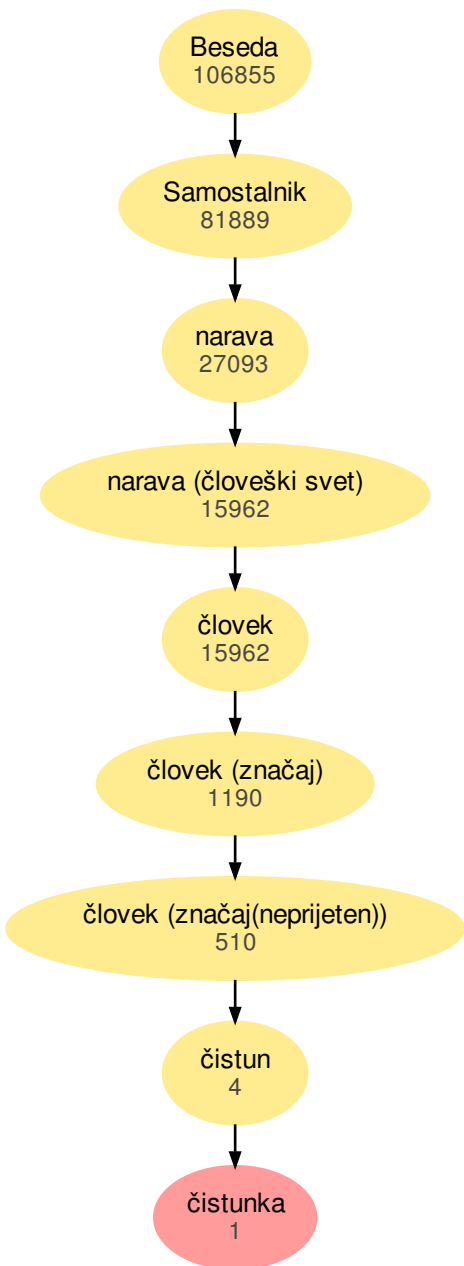 Beseda
106855
Samostalnik
81889
narava
27093
narava (človeški svet)
15962
človek
15962
človek (značaj)
1190
človek (značaj(neprijeten))
510
čistun
4
čistunka
1